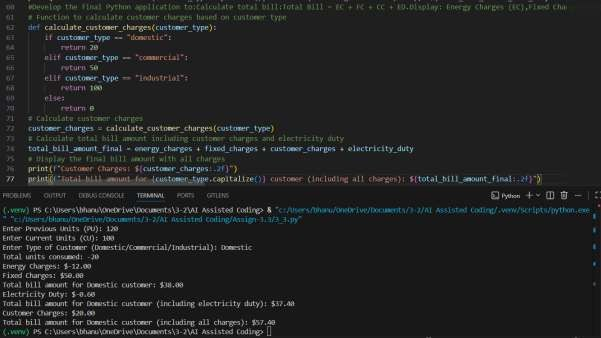 60 #Develop the final Python application to:Calculate total bill:Total Bill = EC + FC + CC + ED.Display: Energy Charges (EC),Fixed Cha
61 # Function to calculate customer charges based on customer type
62 def calculate_customer_charges(customer_type):
63 if customer_type == "domestic":
64 return 20
65 elif customer_type == "commercial":
66 return 50
67 elif customer_type == "industrial":
68 return 100
69 else:
70 return 0
71 # Calculate customer charges
72 customer_charges = calculate_customer_charges(customer_type)
73 # Calculate total bill amount including customer charges and electricity duty
74 total_bill_amount_final = energy_charges + fixed_charges + customer_charges + electricity_duty
75 # Display the final bill amount with all charges
76 print(f"Customer Charges: ${customer_charges:.2f}")
77 print(f"Total bill amount for {customer_type.capitalize()} customer (including all charges): ${total_bill_amount_final:.2f}")
PROBLEMS OUTPUT DEBUG CONSOLE TERMINAL PORTS GITLENS Python
(.venv) PS C:\Users\bhanu\OneDrive\Documents\3-2\AI Assisted Coding> & "c:/Users/bhanu/OneDrive/Documents/3-2/AI Assisted Coding/.venv/Scripts/python.exe
" "c:/Users/bhanu/OneDrive/Documents/3-2/AI Assisted Coding/Assign-3.3/3_3.py"
Enter Previous Units (PU): 120
Enter Current Units (CU): 100
Enter Type of Customer (Domestic/Commercial/Industrial): Domestic
Total units consumed: -20
Energy Charges: $-12.00
Fixed Charges: $50.00
Total bill amount for Domestic customer: $38.00
Electricity Duty: $-0.60
Total bill amount for Domestic customer (including electricity duty): $37.40
Customer Charges: $20.00
Total bill amount for Domestic customer (including all charges): $57.40
(.venv) PS C:\Users\bhanu\OneDrive\Documents\3-2\AI Assisted Coding>